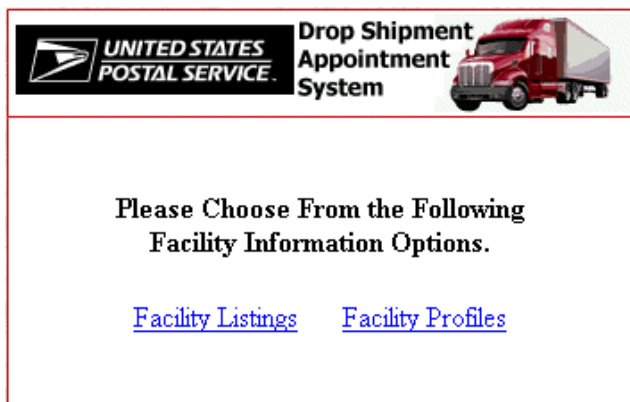 UNITED STATES
POSTAL SERVICE.
Drop Shipment
Appointment
System
Please Choose From the Following
Facility Information Options.
Facility Listings Facility Profiles